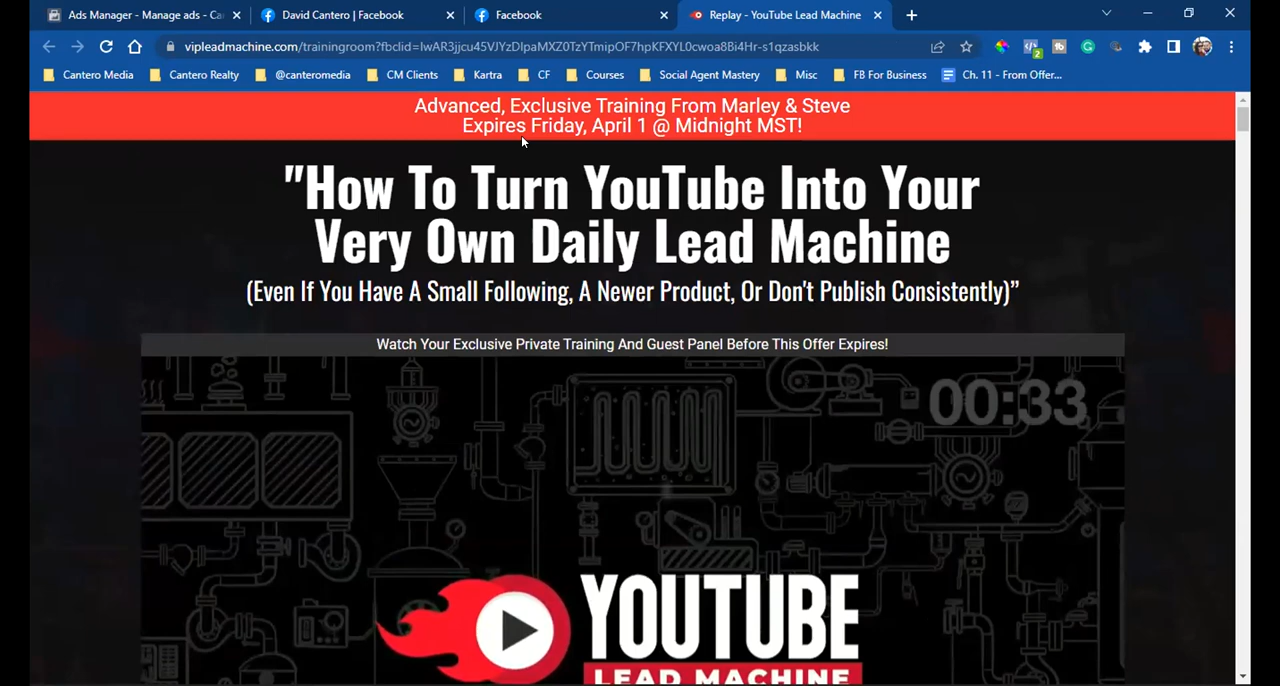 Ads Manager - Manage ads - Ca
David Cantero | Facebook
Facebook
Replay - YouTube Lead Machine
vipleadmachine.com/trainingroom?fbclid=IwAR3jjcu45VJYzDIpaMXZ0TzYTmipOF7hpKFXYL0cwoa8Bi4Hr-s1qzasbkk
Cantero Media
Cantero Realty
@canteromedia
CM Clients
Kartra
CF
Courses
Social Agent Mastery
Misc
FB For Business
Ch. 11 - From Offer...
Advanced, Exclusive Training From Marley & Steve
Expires Friday, April 1 @ Midnight MST!
"How To Turn YouTube Into Your
Very Own Daily Lead Machine
(Even If You Have A Small Following, A Newer Product, Or Don't Publish Consistently)”
Watch Your Exclusive Private Training And Guest Panel Before This Offer Expires!
00:33
YOUTUBE
LEAD MACHINE